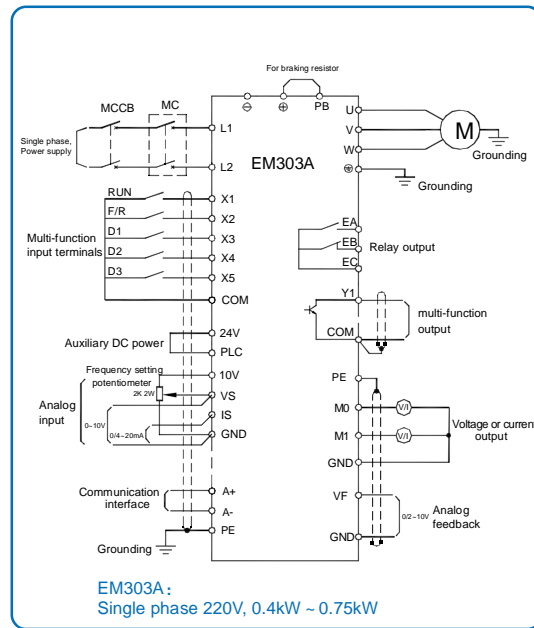 For braking resistor
MCCB
MC
⊖
⊕
PB
U
V
W
M
Grounding
Single phase,
Power supply
L1
L2
EM303A
Grounding
RUN
X1
F/R
X2
D1
X3
D2
X4
D3
X5
COM
Multi-function
input terminals
EA
EB
EC
Relay output
Y1
COM
multi-function
output
24V
PLC
Auxiliary DC power
10V
Frequency setting
potentiometer
2K 2W
VS
IS
GND
Analog
input
0~10V
0/4~20mA
PE
M0
V/I
M1
V/I
GND
Voltage or current
output
VF
GND
0/2~10V
Analog
feedback
Communication
interface
A+
A-
PE
Grounding
EM303A：
Single phase 220V, 0.4kW ~ 0.75kW